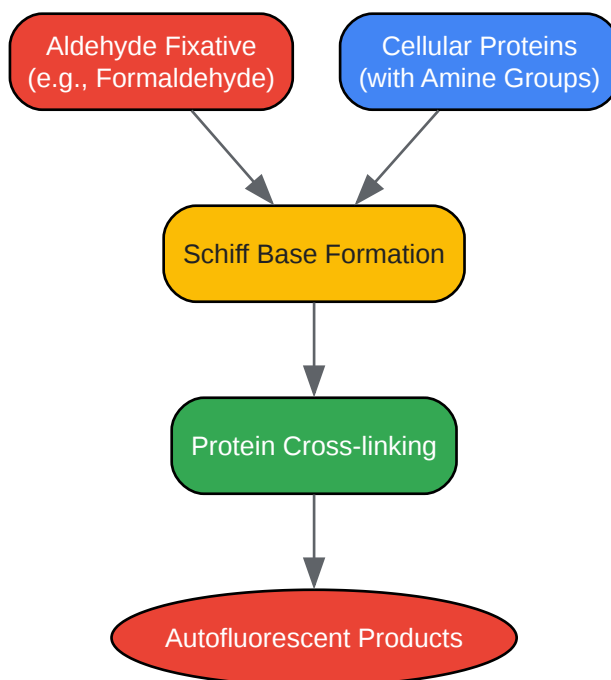 Aldehyde Fixative
(e.g., Formaldehyde)
Cellular Proteins
(with Amine Groups)
Schiff Base Formation
Protein Cross-linking
Autofluorescent Products